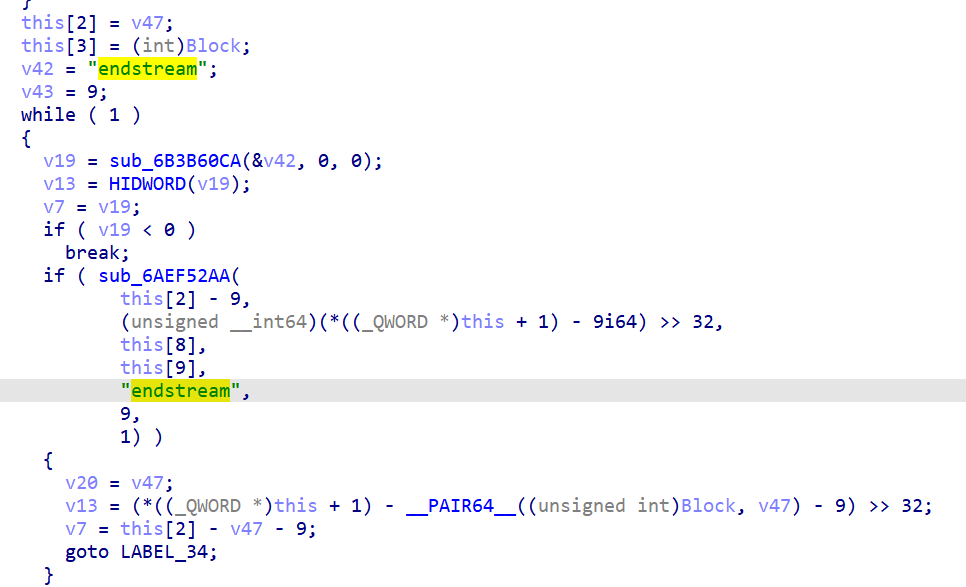 }
this[2] = v47;
this[3] = (int)Block;
v42 = "endstream";
v43 = 9;
while ( 1 )
{
v19 = sub_6B3B60CA(&v42, 0, 0);
v13 = HIDWORD(v19);
v7 = v19;
if ( v19 < 0 )
break;
if ( sub_6AEF52AA(
this[2] - 9,
(unsigned __int64)(*((_QWORD *)this + 1) - 9i64) >> 32,
this[8],
this[9],
"endstream",
9,
1) )
{
v20 = v47;
v13 = (*((_QWORD *)this + 1) - __PAIR64__((unsigned int)Block, v47) - 9) >> 32;
v7 = this[2] - v47 - 9;
goto LABEL_34;
}